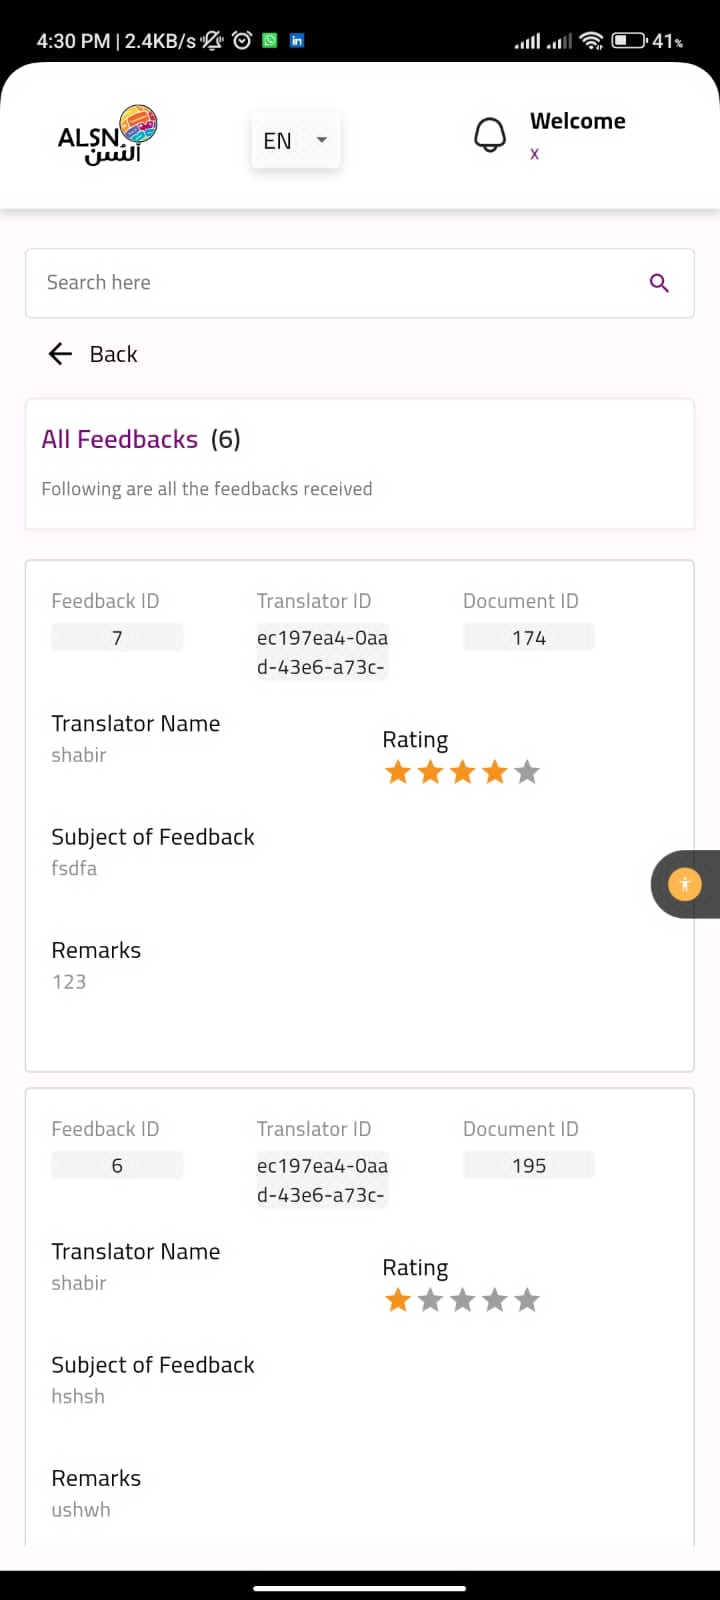 4:30 PM | 2.4KB/s
41%
ALSN
السن
EN
Welcome
x
Search here
Back
All Feedbacks (6)
Following are all the feedbacks received
Feedback ID Translator ID Document ID
7 ec197ea4-0aa 174
d-43e6-a73c-
Translator Name
shabir
Rating
Subject of Feedback
fsdfa
Remarks
123
Feedback ID Translator ID Document ID
6 ec197ea4-0aa 195
d-43e6-a73c-
Translator Name
shabir
Rating
Subject of Feedback
hshsh
Remarks
ushwh